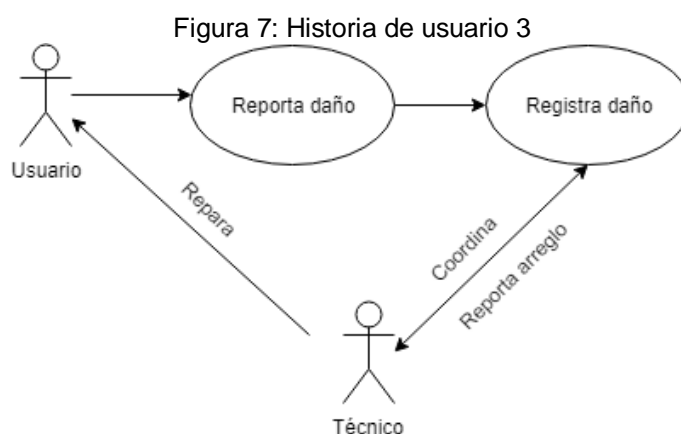 Figura 7: Historia de usuario 3
Reporta daño
Registra daño
Usuario
Repara
Coordina
Reporta arreglo
Técnico